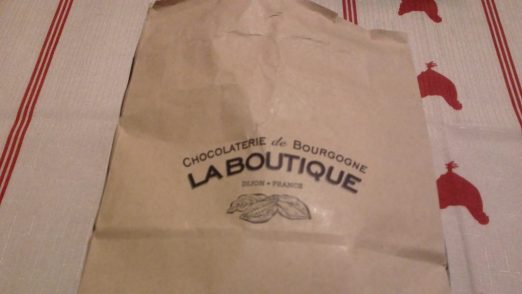 CHOCOLATERIE de BOURGOGNE
LA BOUTIQUE
DIJON • FRANCE